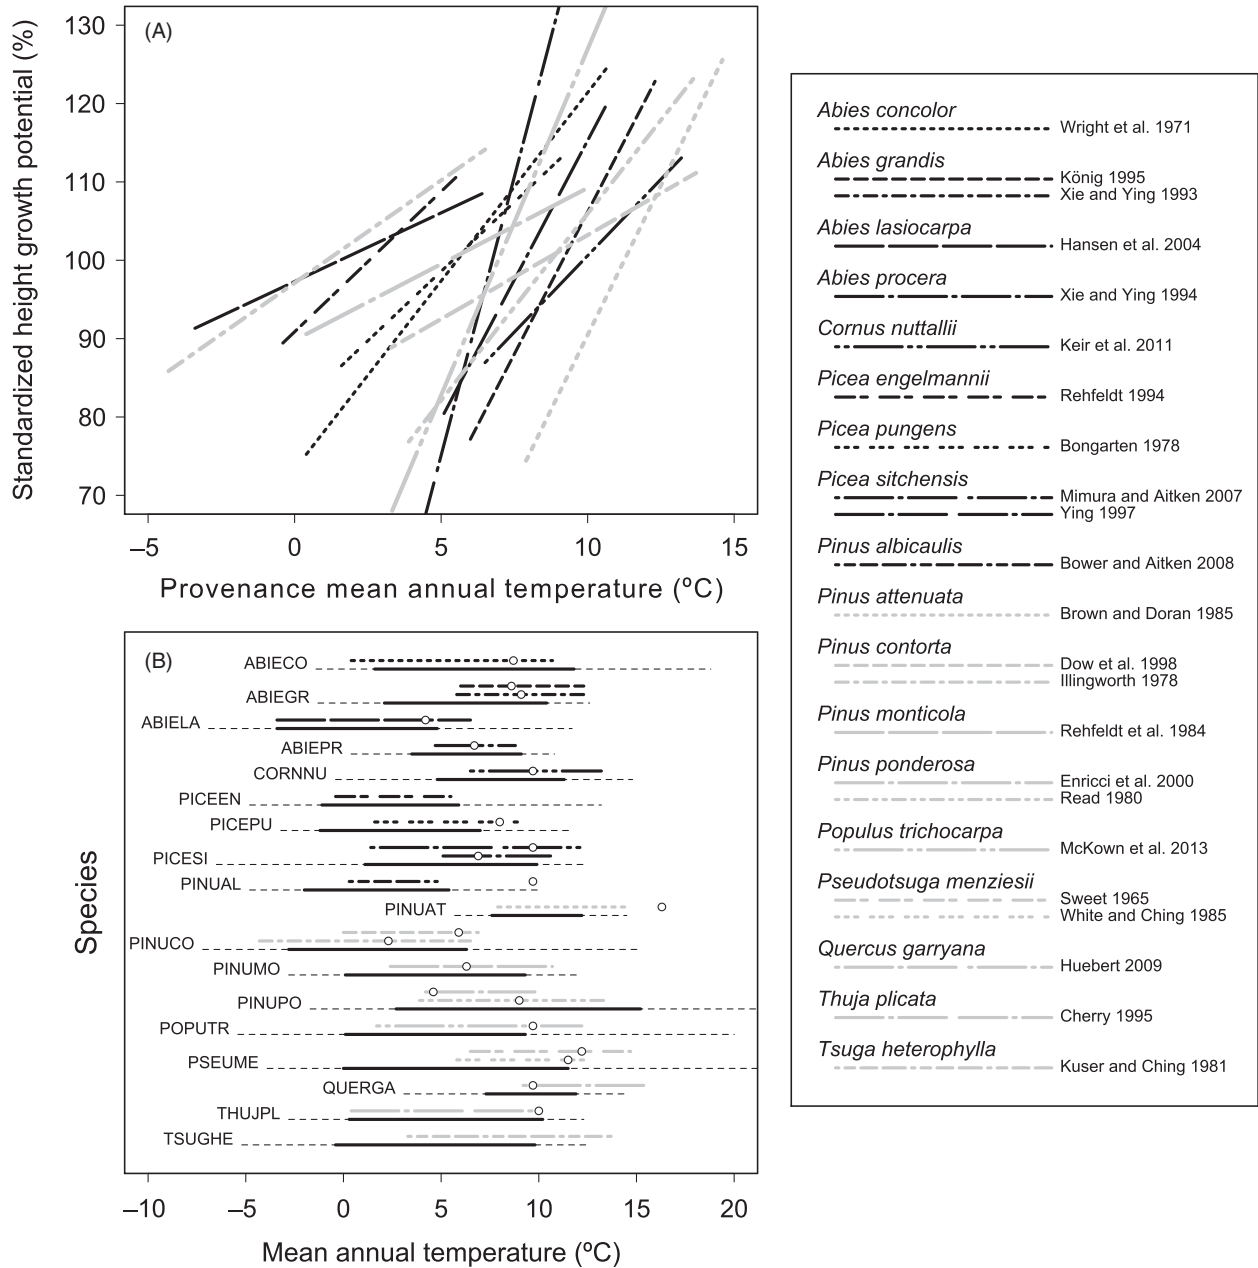 (A)
Standardized height growth potential (%)
130
120
110
100
90
80
70
–5 0 5 10 15
Provenance mean annual temperature (ºC)
(B)
Species
ABIECO
ABIEGR
ABIELA
ABIEPR
CORNNU
PICEEN
PICEPU
PICESI
PINUAL
PINUAT
PINUCO
PINUMO
PINUPO
POPUTR
PSEUME
QUERGA
THUJPL
TSUGHE
–10 –5 0 5 10 15 20
Mean annual temperature (ºC)
Abies concolor
Wright et al. 1971
Abies grandis
König 1995
Xie and Ying 1993
Abies lasiocarpa
Hansen et al. 2004
Abies procera
Xie and Ying 1994
Cornus nuttallii
Keir et al. 2011
Picea engelmannii
Rehfeldt 1994
Picea pungens
Bongarten 1978
Picea sitchensis
Mimura and Aitken 2007
Ying 1997
Pinus albicaulis
Bower and Aitken 2008
Pinus attenuata
Brown and Doran 1985
Pinus contorta
Dow et al. 1998
Illingworth 1978
Pinus monticola
Rehfeldt et al. 1984
Pinus ponderosa
Enricci et al. 2000
Read 1980
Populus trichocarpa
McKown et al. 2013
Pseudotsuga menziesii
Sweet 1965
White and Ching 1985
Quercus garryana
Huebert 2009
Thuja plicata
Cherry 1995
Tsuga heterophylla
Kuser and Ching 1981